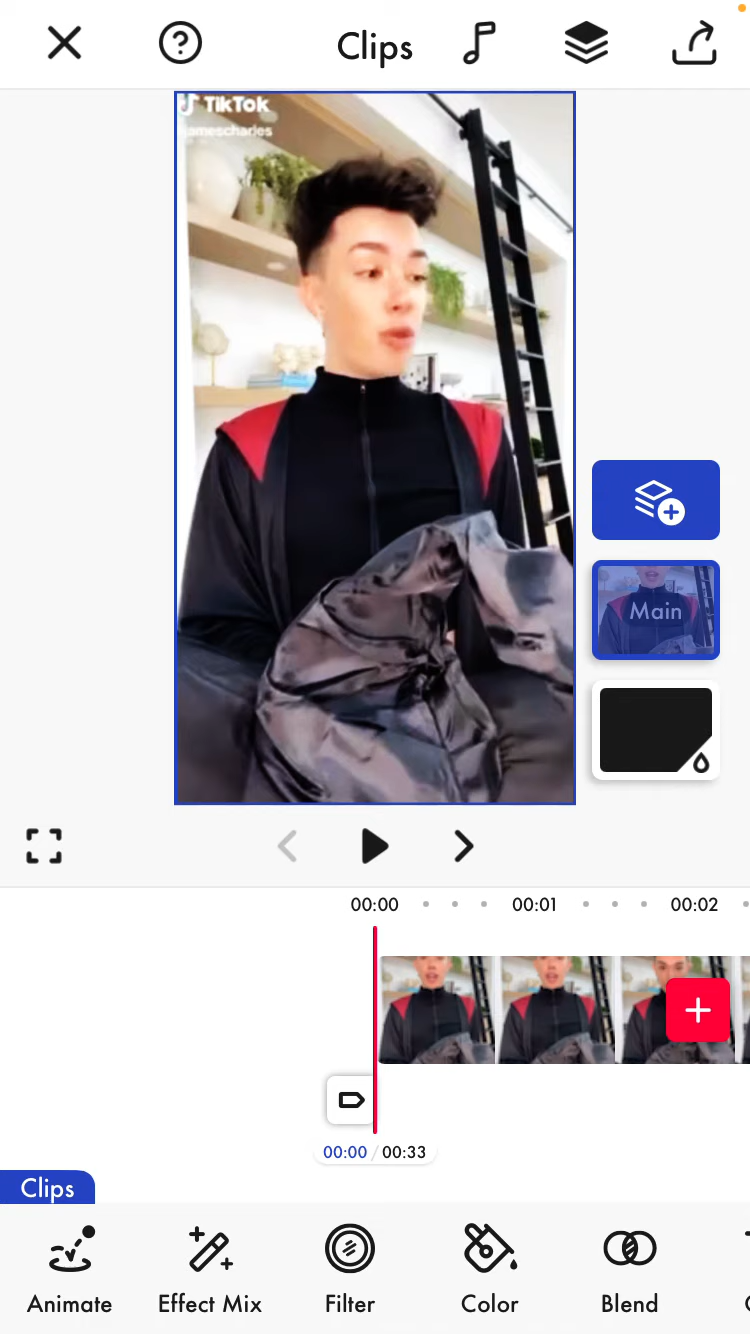 Clips
TikTok
amescharles
Main
00:00
00:01
00:02
00:00 / 00:33
Clips
Animate
Effect Mix
Filter
Color
Blend